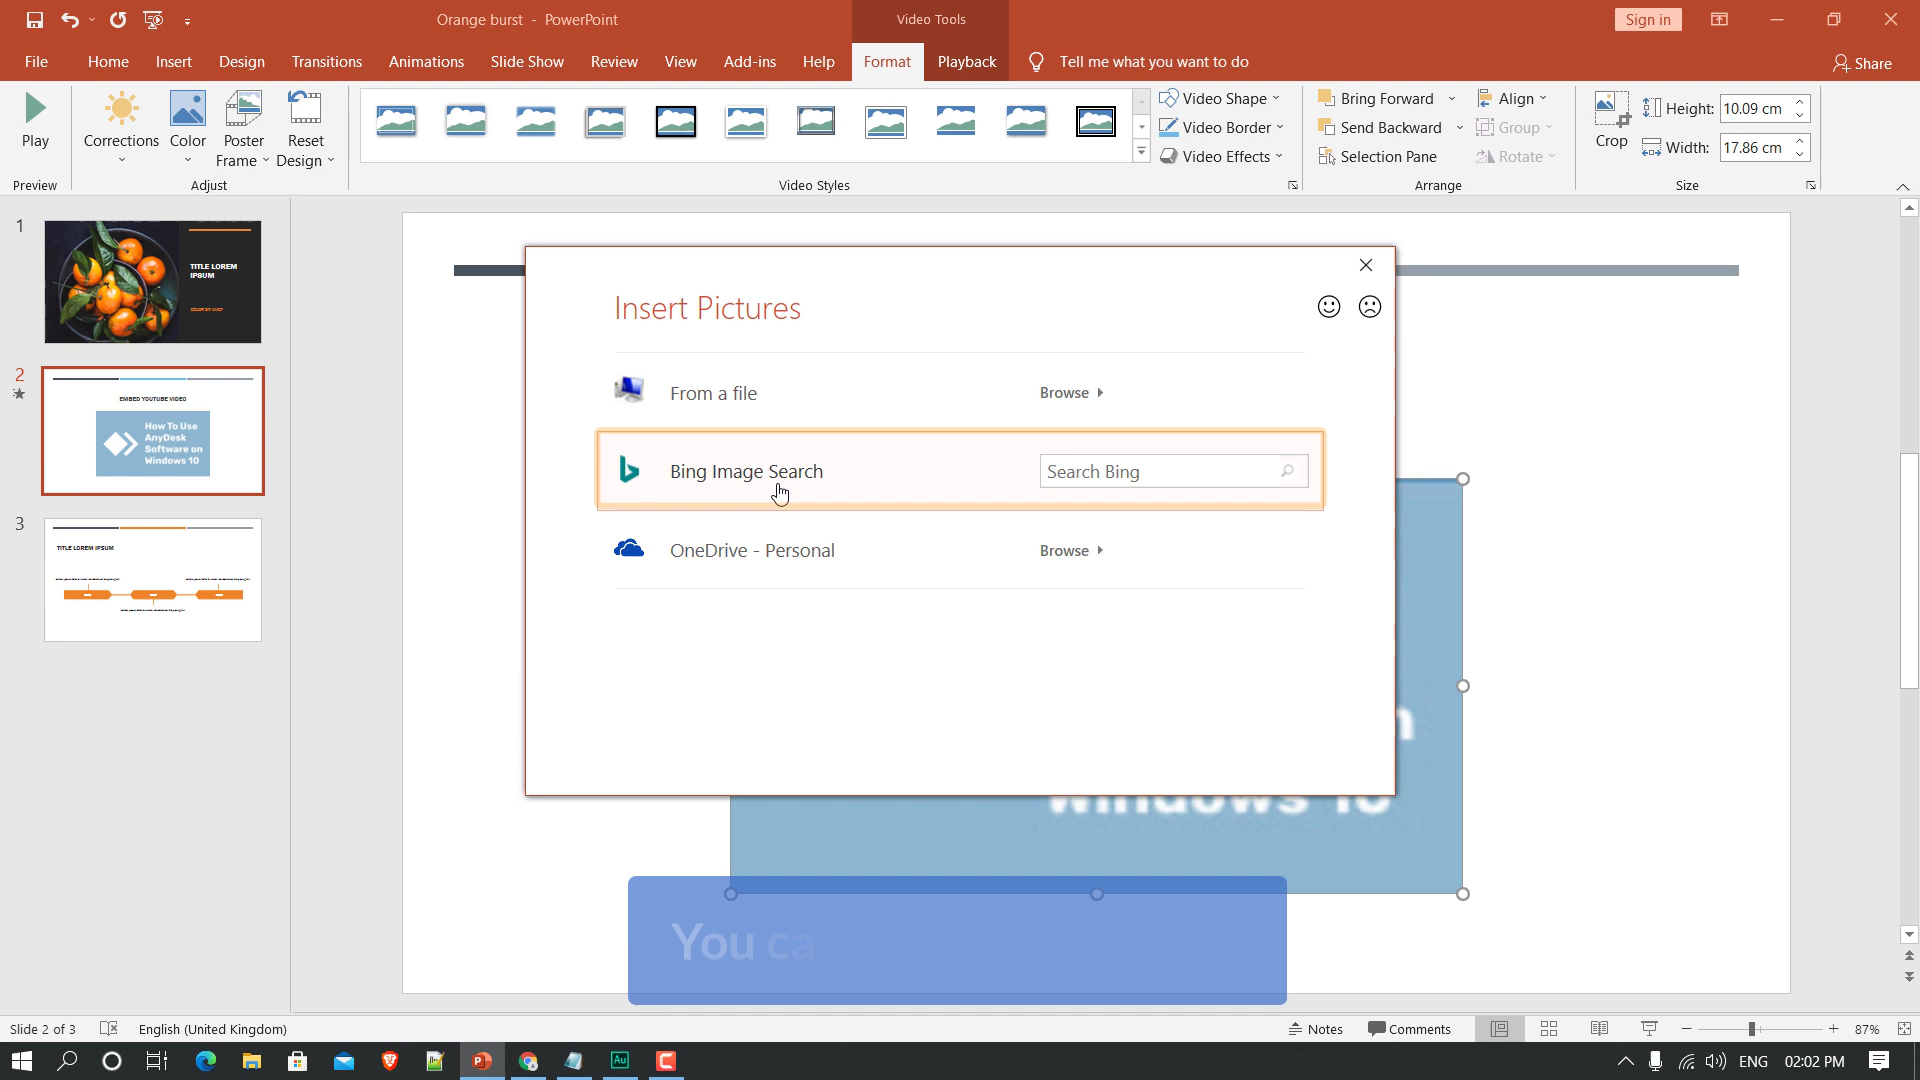 Orange burst - PowerPoint
Video Tools
Sign in
File
Home
Insert
Design
Transitions
Animations
Slide Show
Review
View
Add-ins
Help
Format
Playback
Tell me what you want to do
Share
Play
Corrections
Color
Poster Frame
Reset Design
Video Shape
Video Border
Video Effects
Bring Forward
Send Backward
Selection Pane
Align
Group
Rotate
Crop
Height: 10.09 cm
Width: 17.86 cm
Preview
Adjust
Video Styles
Arrange
Size
1
TITLE LOREM
IPSUM
DOLOR SIT AMET
2
EMBED YOUTUBE VIDEO
How To Use
AnyDesk
Software on
Windows 10
3
TITLE LOREM IPSUM
Insert Pictures
From a file
Browse
Bing Image Search
Search Bing
OneDrive - Personal
Browse
Windows 10
You ca
Slide 2 of 3
English (United Kingdom)
Notes
Comments
87%
Au
ENG
02:02 PM